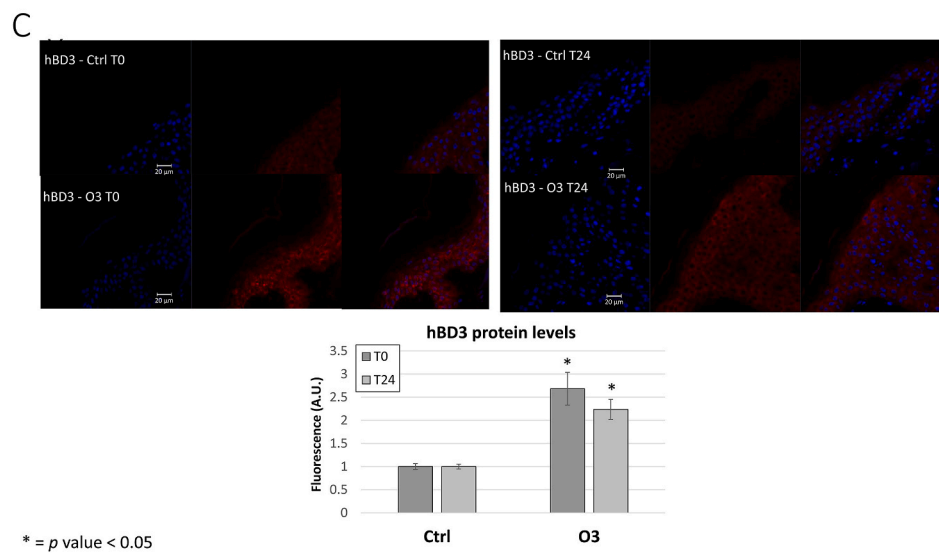 C
hBD3 - Ctrl T0
20 µm
hBD3 - O3 T0
20 µm
hBD3 - Ctrl T24
20 µm
hBD3 - O3 T24
20 µm
hBD3 protein levels
Fluorescence (A.U.)
3.5
3
2.5
2
1.5
1
0.5
0
T0
T24
*
*
Ctrl
O3
* = p value < 0.05